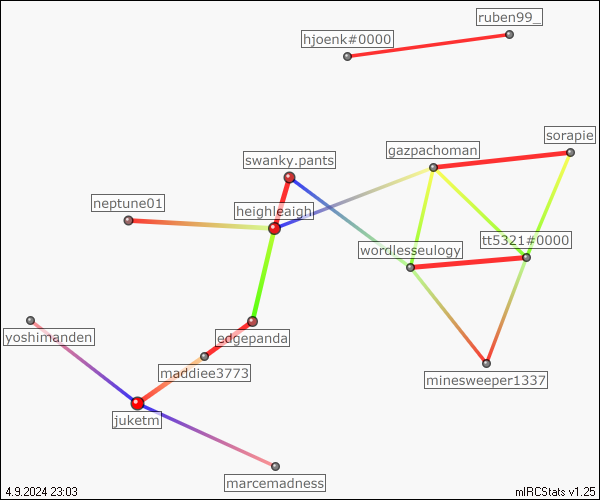 ruben99_
hjoenk#0000
sorapie
gazpachoman
swanky.pants
neptune01
heighleaigh
tt5321#0000
wordlesseulogy
edgepanda
yoshimanden
maddiee3773
minesweeper1337
juketm
marcemadness
4.9.2024 23:03
mIRCStats v1.25